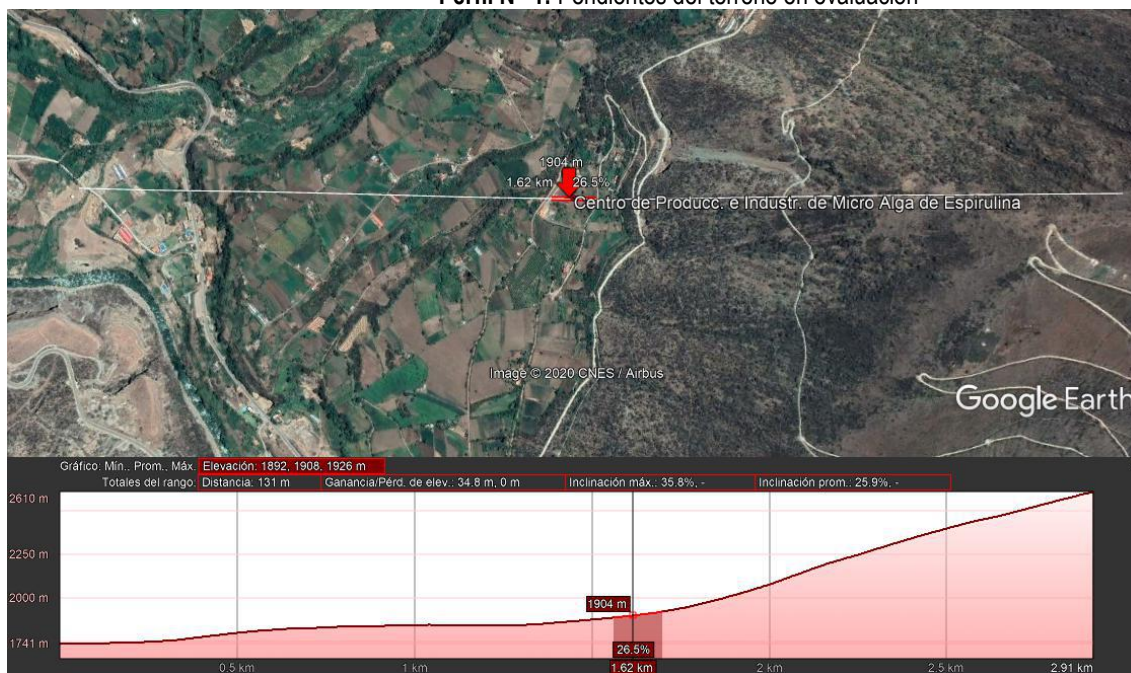 Perfil N° 1: Pendientes del terreno en evaluación
1904 m
1.62 km 26.5%
Centro de Producc. e Industr. de Micro Alga de Espirulina
Image © 2020 CNES / Airbus
Google Earth
Gráfico: Mín., Prom., Máx. Elevación: 1892, 1908, 1926 m
Totales del rango: Distancia: 131 m Ganancia/Pérd. de elev.: 34.8 m, 0 m Inclinación máx.: 35.8%, - Inclinación prom.: 25.9%, -
2610 m
2250 m
2000 m
1904 m
1741 m
26.5%
0.5 km 1 km 1.62 km 2 km 2.5 km 2.91 km